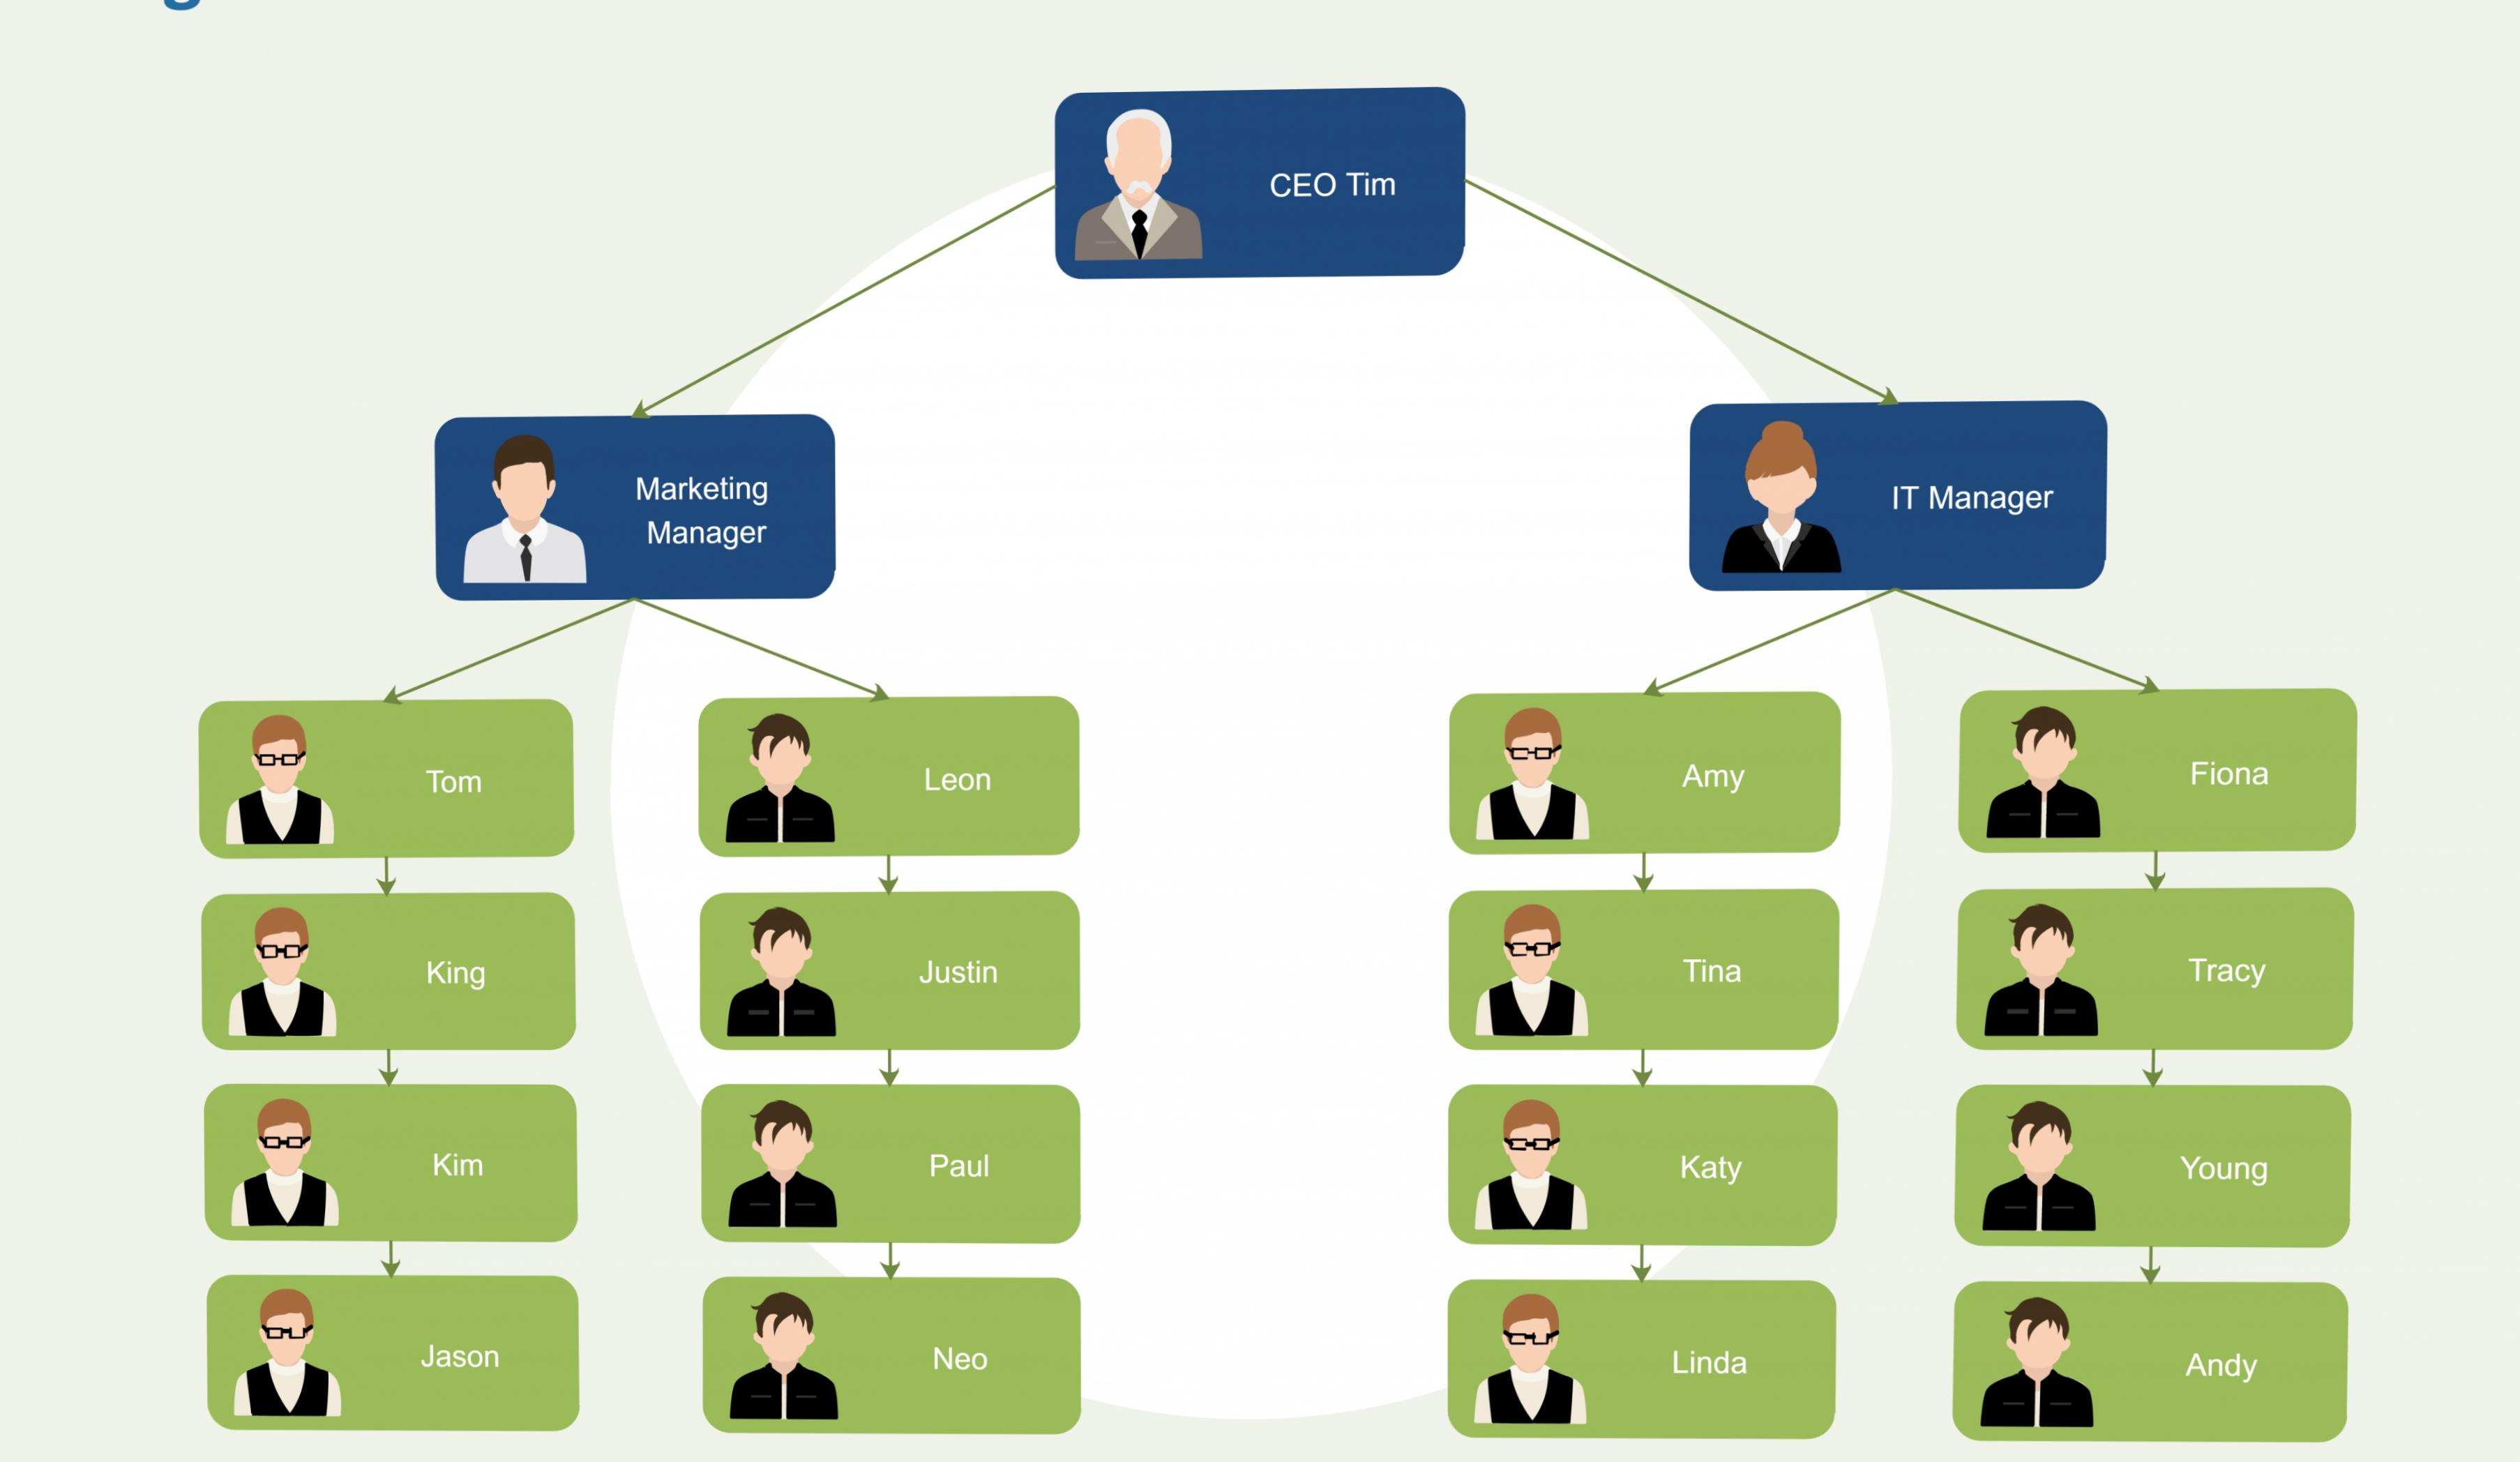 CEO Tim
Marketing
Manager
IT Manager
Tom
Leon
Amy
Fiona
King
Justin
Tina
Tracy
Kim
Paul
Katy
Young
Jason
Neo
Linda
Andy